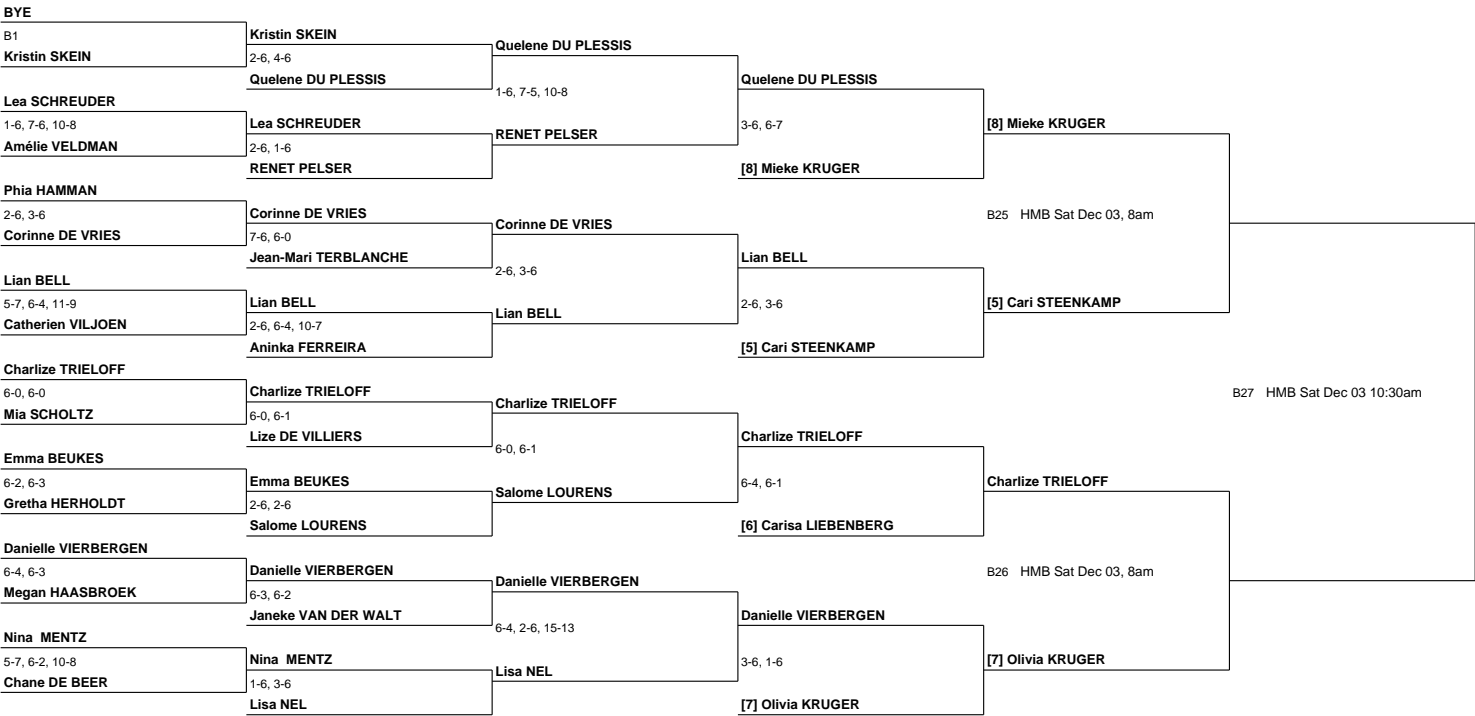 BYE
B1
Kristin SKEIN
Lea SCHREUDER
1-6, 7-6, 10-8
Amélie VELDMAN
Phia HAMMAN
2-6, 3-6
Corinne DE VRIES
Lian BELL
5-7, 6-4, 11-9
Catherien VILJOEN
Charlize TRIELOFF
6-0, 6-0
Mia SCHOLTZ
Emma BEUKES
6-2, 6-3
Gretha HERHOLDT
Danielle VIERBERGEN
6-4, 6-3
Megan HAASBROEK
Nina MENTZ
5-7, 6-2, 10-8
Chane DE BEER
Kristin SKEIN
2-6, 4-6
Quelene DU PLESSIS
Lea SCHREUDER
2-6, 1-6
RENET PELSER
Corinne DE VRIES
7-6, 6-0
Jean-Mari TERBLANCHE
Lian BELL
2-6, 6-4, 10-7
Aninka FERREIRA
Charlize TRIELOFF
6-0, 6-1
Lize DE VILLIERS
Emma BEUKES
2-6, 2-6
Salome LOURENS
Danielle VIERBERGEN
6-3, 6-2
Janeke VAN DER WALT
Nina MENTZ
1-6, 3-6
Lisa NEL
Quelene DU PLESSIS
1-6, 7-5, 10-8
RENET PELSER
Corinne DE VRIES
2-6, 3-6
Lian BELL
Charlize TRIELOFF
6-0, 6-1
Salome LOURENS
Danielle VIERBERGEN
6-4, 2-6, 15-13
Lisa NEL
Quelene DU PLESSIS
3-6, 6-7
[8] Mieke KRUGER
Lian BELL
2-6, 3-6
[5] Cari STEENKAMP
Charlize TRIELOFF
6-4, 6-1
[6] Carisa LIEBENBERG
Danielle VIERBERGEN
3-6, 1-6
[7] Olivia KRUGER
[8] Mieke KRUGER
B25 HMB Sat Dec 03, 8am
[5] Cari STEENKAMP
Charlize TRIELOFF
B26 HMB Sat Dec 03, 8am
[7] Olivia KRUGER
B27 HMB Sat Dec 03 10:30am